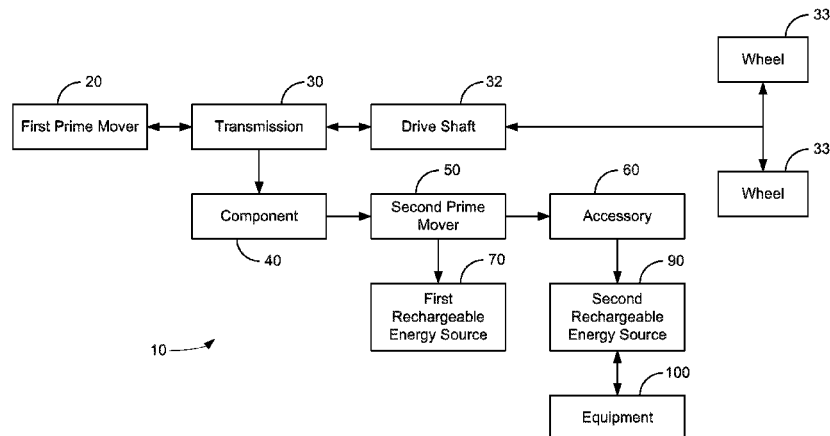 33
Wheel
20
30
32
First Prime Mover
Transmission
Drive Shaft
33
50
60
Wheel
Component
Second Prime
Mover
Accessory
40
70
90
First
Rechargeable
Energy Source
Second
Rechargeable
Energy Source
10
100
Equipment